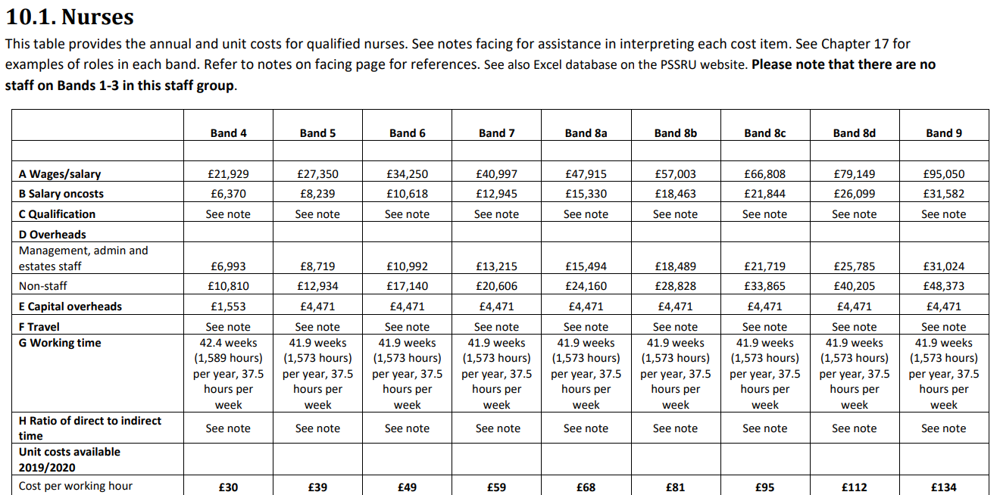 10.1. Nurses
This table provides the annual and unit costs for qualified nurses. See notes facing for assistance in interpreting each cost item. See Chapter 17 for
examples of roles in each band. Refer to notes on facing page for references. See also Excel database on the PSSRU website. Please note that there are no
staff on Bands 1-3 in this staff group.
Band 4 Band 5 Band 6 Band 7 Band 8a Band 8b Band 8c Band 8d Band 9
A Wages/salary £21,929 £27,350 £34,250 £40,997 £47,915 £57,003 £66,808 £79,149 £95,050
B Salary oncosts £6,370 £8,239 £10,618 £12,945 £15,330 £18,463 £21,844 £26,099 £31,582
C Qualification See note See note See note See note See note See note See note See note See note
D Overheads
Management, admin and
estates staff £6,993 £8,719 £10,992 £13,215 £15,494 £18,489 £21,719 £25,785 £31,024
Non-staff £10,810 £12,934 £17,140 £20,606 £24,160 £28,828 £33,865 £40,205 £48,373
E Capital overheads £1,553 £4,471 £4,471 £4,471 £4,471 £4,471 £4,471 £4,471 £4,471
F Travel See note See note See note See note See note See note See note See note See note
G Working time 42.4 weeks 41.9 weeks 41.9 weeks 41.9 weeks 41.9 weeks 41.9 weeks 41.9 weeks 41.9 weeks 41.9 weeks
(1,589 hours) (1,573 hours) (1,573 hours) (1,573 hours) (1,573 hours) (1,573 hours) (1,573 hours) (1,573 hours) (1,573 hours)
per year, 37.5 per year, 37.5 per year, 37.5 per year, 37.5 per year, 37.5 per year, 37.5 per year, 37.5 per year, 37.5 per year, 37.5
hours per hours per hours per hours per hours per hours per hours per hours per hours per
week week week week week week week week week
H Ratio of direct to indirect
time See note See note See note See note See note See note See note See note See note
Unit costs available
2019/2020
Cost per working hour £30 £39 £49 £59 £68 £81 £95 £112 £134